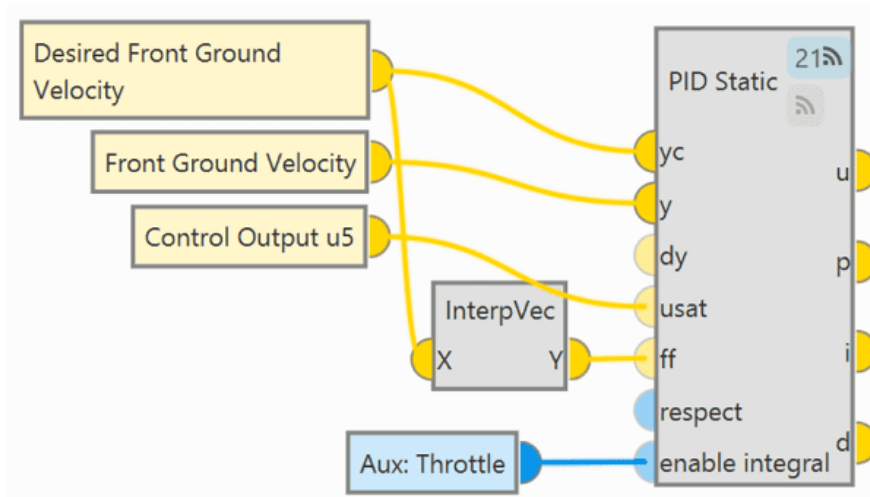 Desired Front Ground
Velocity
Front Ground Velocity
Control Output u5
InterpVec
X Y
Aux: Throttle
PID Static
21
yc
y
dy
usat
ff
respect
enable integral
u
p
i
d